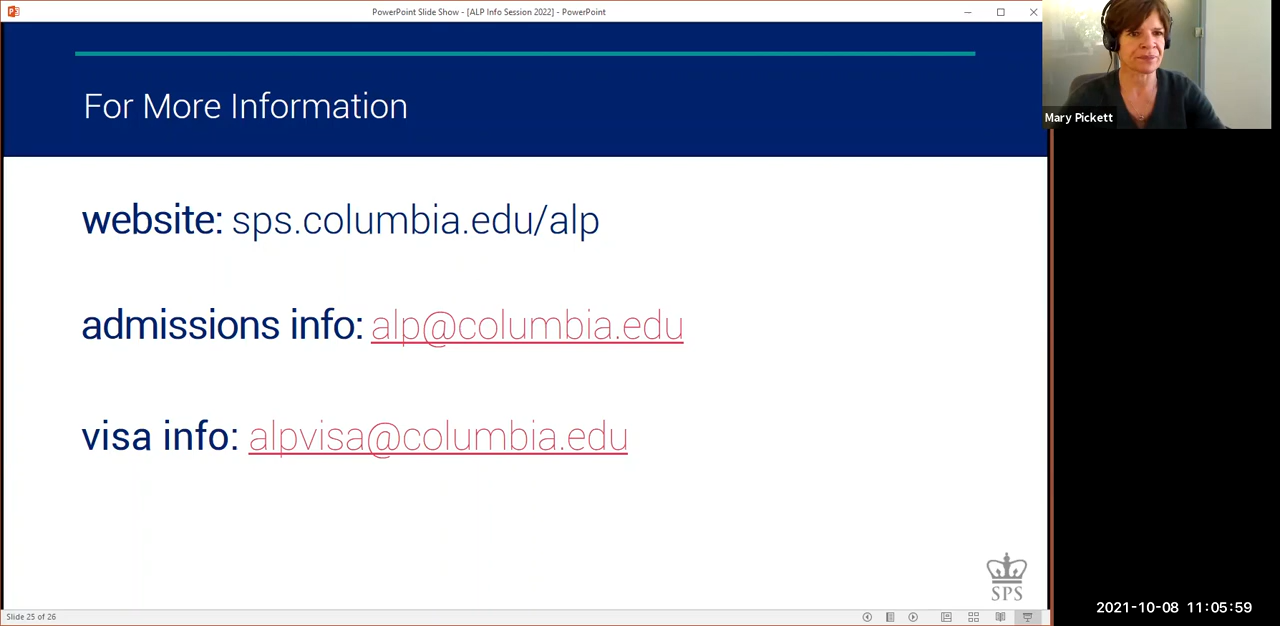 PowerPoint Slide Show - [ALP Info Session 2022] - PowerPoint
For More Information
Mary Pickett
website: sps.columbia.edu/alp
admissions info: alp@columbia.edu
visa info: alpvisa@columbia.edu
SPS
2021-10-08 11:05:59
Slide 25 of 26